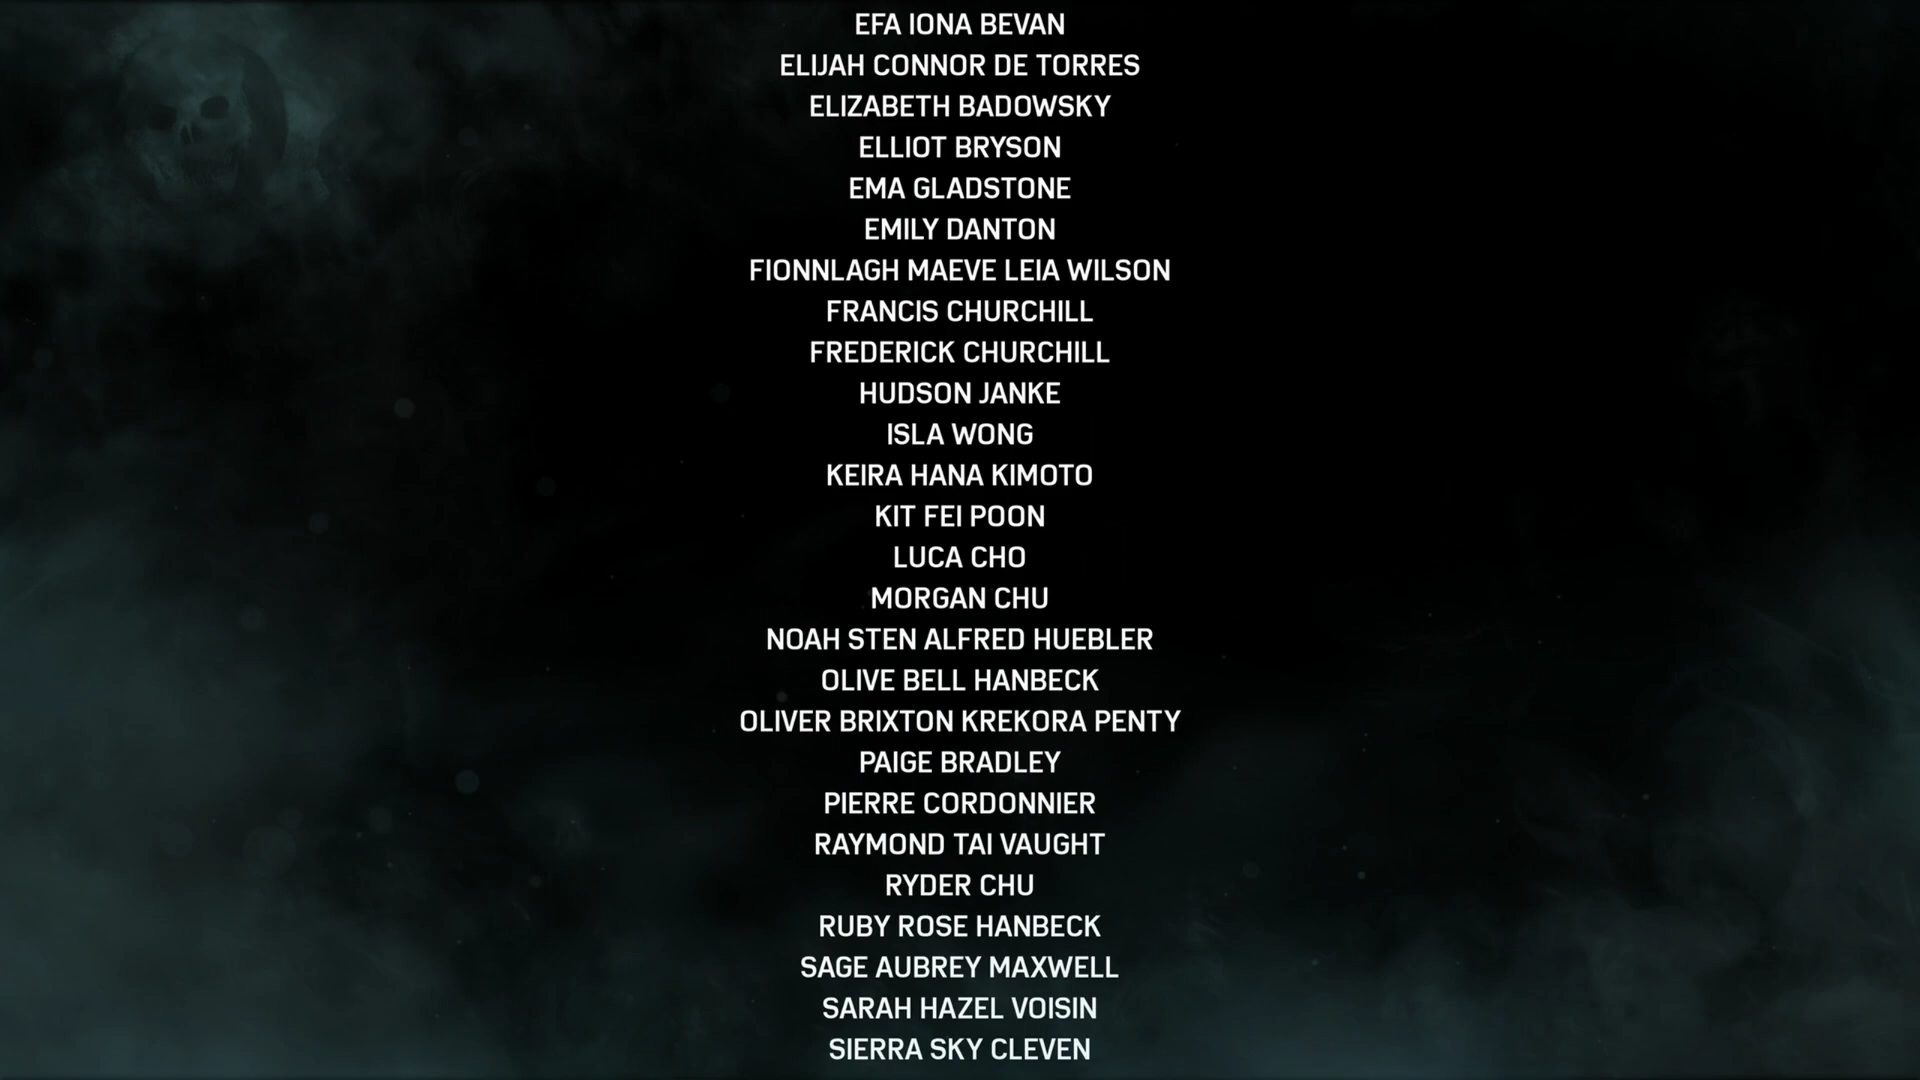 EFA IONA BEVAN
ELIJAH CONNOR DE TORRES
ELIZABETH BADOWSKY
ELLIOT BRYSON
EMA GLADSTONE
EMILY DANTON
FIONNLAGH MAEVE LEIA WILSON
FRANCIS CHURCHILL
FREDERICK CHURCHILL
HUDSON JANKE
ISLA WONG
KEIRA HANA KIMOTO
KIT FEI POON
LUCA CHO
MORGAN CHU
NOAH STEN ALFRED HUEBLER
OLIVE BELL HANBECK
OLIVER BRIXTON KREKORA PENTY
PAIGE BRADLEY
PIERRE CORDONNIER
RAYMOND TAI VAUGHT
RYDER CHU
RUBY ROSE HANBECK
SAGE AUBREY MAXWELL
SARAH HAZEL VOISIN
SIERRA SKY CLEVEN